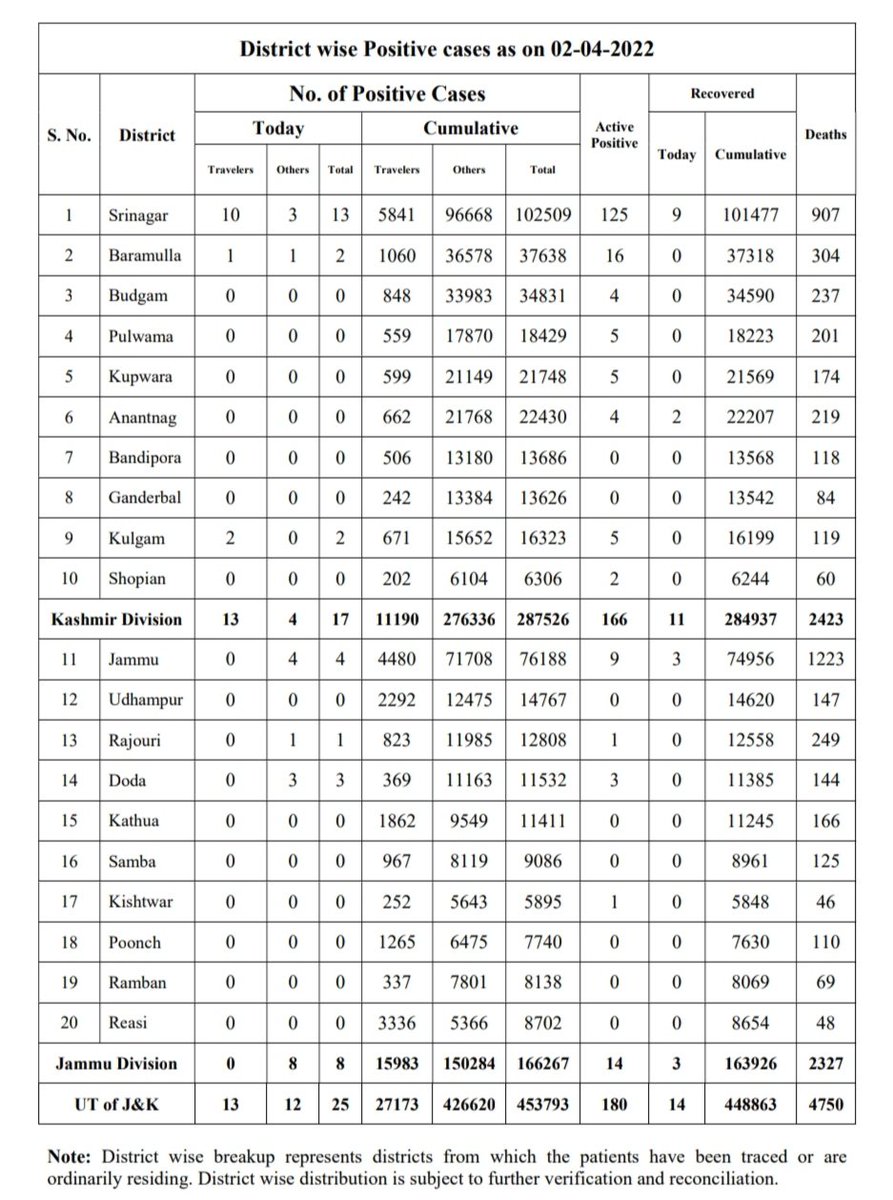 District wise Positive cases as on 02-04-2022
S. No. District No. of Positive Cases Active Positive Recovered Deaths
Today Cumulative Today Cumulative
Travelers Others Total Travelers Others Total
1 Srinagar 10 3 13 5841 96668 102509 125 9 101477 907
2 Baramulla 1 1 2 1060 36578 37638 16 0 37318 304
3 Budgam 0 0 0 848 33983 34831 4 0 34590 237
4 Pulwama 0 0 0 559 17870 18429 5 0 18223 201
5 Kupwara 0 0 0 599 21149 21748 5 0 21569 174
6 Anantnag 0 0 0 662 21768 22430 4 2 22207 219
7 Bandipora 0 0 0 506 13180 13686 0 0 13568 118
8 Ganderbal 0 0 0 242 13384 13626 0 0 13542 84
9 Kulgam 2 0 2 671 15652 16323 5 0 16199 119
10 Shopian 0 0 0 202 6104 6306 2 0 6244 60
Kashmir Division 13 4 17 11190 276336 287526 166 11 284937 2423
11 Jammu 0 4 4 4480 71708 76188 9 3 74956 1223
12 Udhampur 0 0 0 2292 12475 14767 0 0 14620 147
13 Rajouri 0 1 1 823 11985 12808 1 0 12558 249
14 Doda 0 3 3 369 11163 11532 3 0 11385 144
15 Kathua 0 0 0 1862 9549 11411 0 0 11245 166
16 Samba 0 0 0 967 8119 9086 0 0 8961 125
17 Kishtwar 0 0 0 252 5643 5895 1 0 5848 46
18 Poonch 0 0 0 1265 6475 7740 0 0 7630 110
19 Ramban 0 0 0 337 7801 8138 0 0 8069 69
20 Reasi 0 0 0 3336 5366 8702 0 0 8654 48
Jammu Division 0 8 8 15983 150284 166267 14 3 163926 2327
UT of J&K 13 12 25 27173 426620 453793 180 14 448863 4750
Note: District wise breakup represents districts from which the patients have been traced or are
ordinarily residing. District wise distribution is subject to further verification and reconciliation.